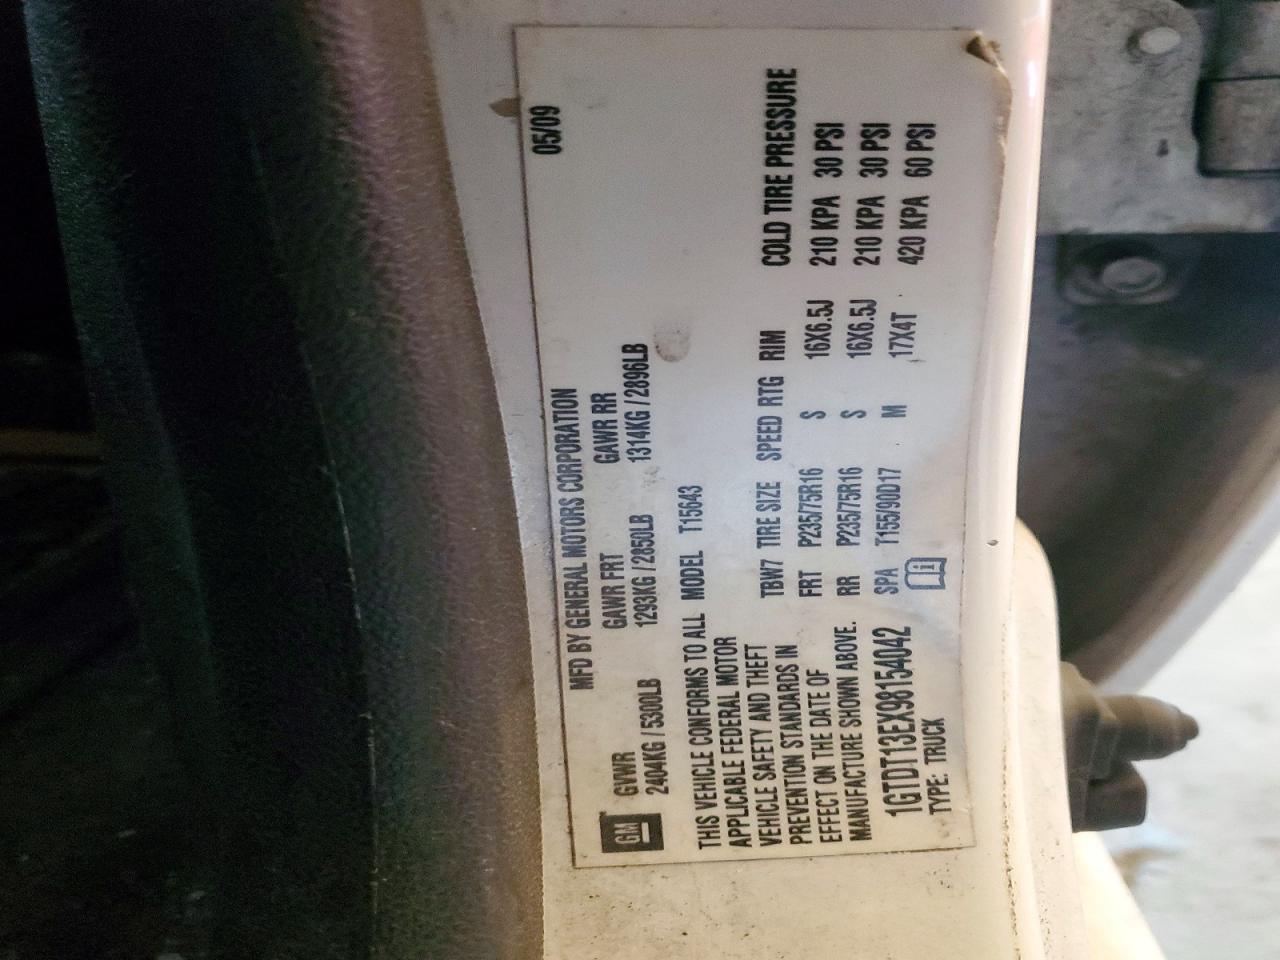 05/09
MFD BY GENERAL MOTORS CORPORATION
GM
GVWR GAWR FRT GAWR RR
2404KG / 5300LB 1293KG / 2850LB 1314KG / 2896LB
THIS VEHICLE CONFORMS TO ALL
APPLICABLE FEDERAL MOTOR
VEHICLE SAFETY AND THEFT
PREVENTION STANDARDS IN
EFFECT ON THE DATE OF
MANUFACTURE SHOWN ABOVE.
1GTDT13EX98154042
TYPE: TRUCK
MODEL T15643
TBW7 TIRE SIZE SPEED RTG RIM COLD TIRE PRESSURE
FRT P235/75R16 S 16X6.5J 210 KPA 30 PSI
RR P235/75R16 S 16X6.5J 210 KPA 30 PSI
SPA T155/90D17 M 17X4T 420 KPA 60 PSI